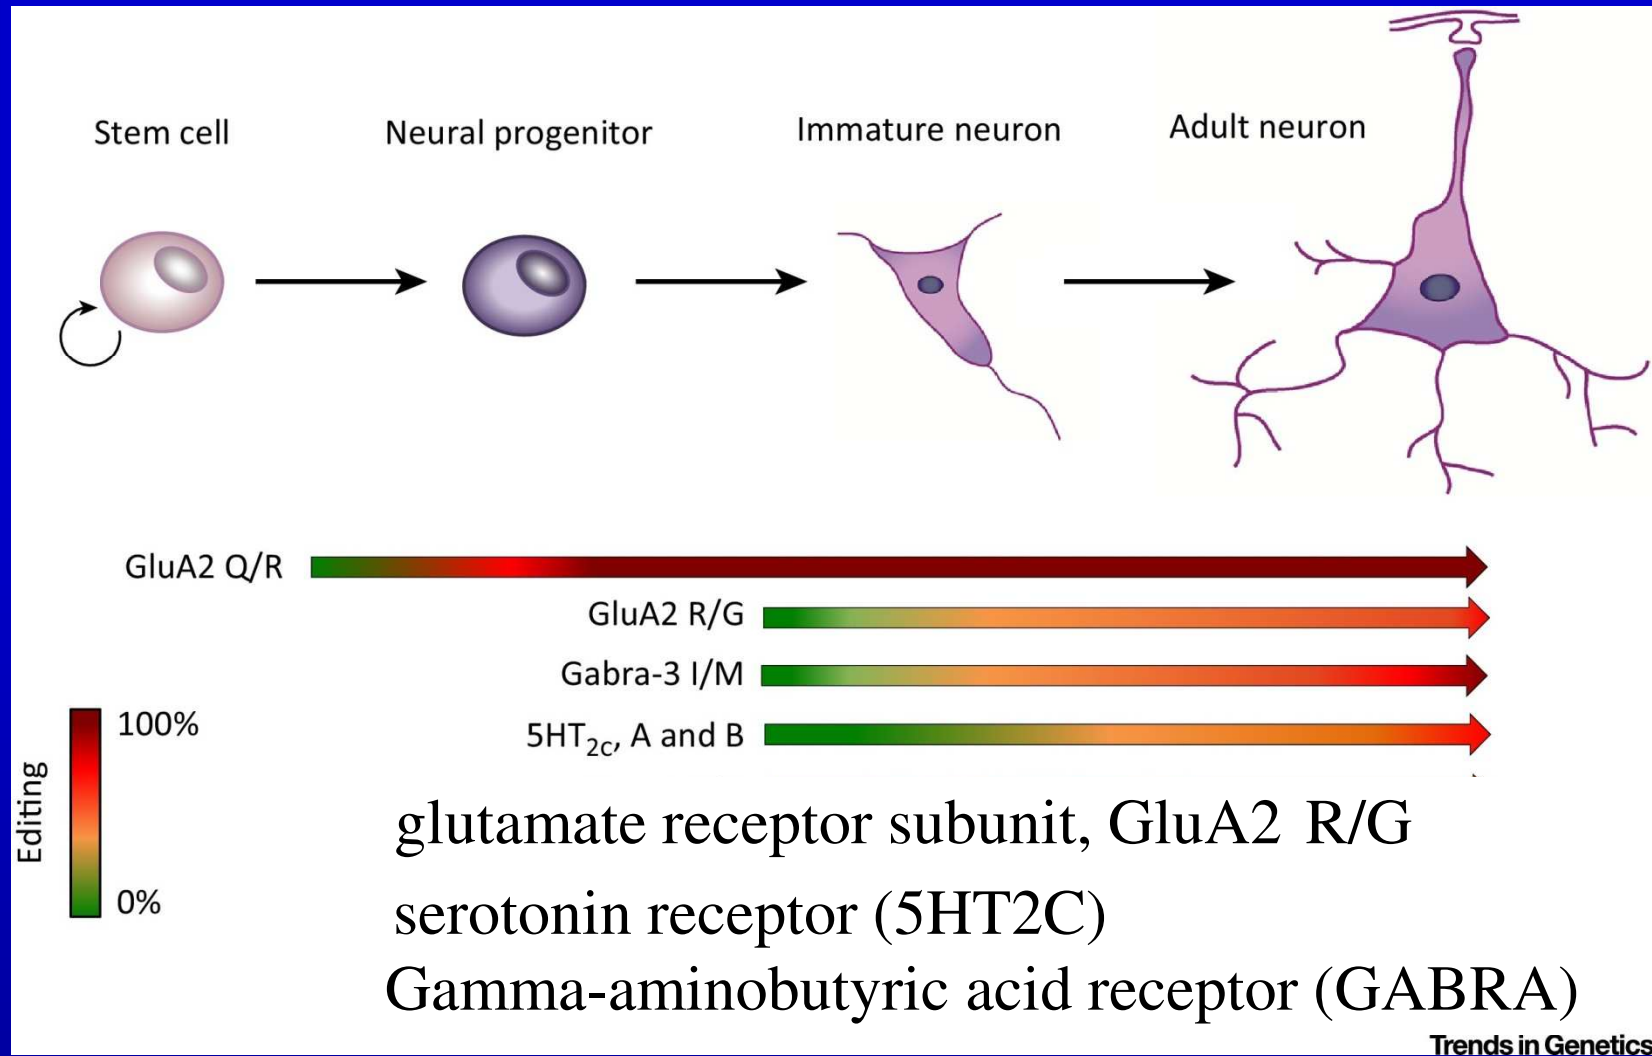 Stem cell
Neural progenitor
Immature neuron
Adult neuron
GluA2 Q/R
GluA2 R/G
Gabra-3 I/M
5HT2c, A and B
Editing
100%
0%
glutamate receptor subunit, GluA2 R/G
serotonin receptor (5HT2C)
Gamma-aminobutyric acid receptor (GABRA)
Trends in Genetics